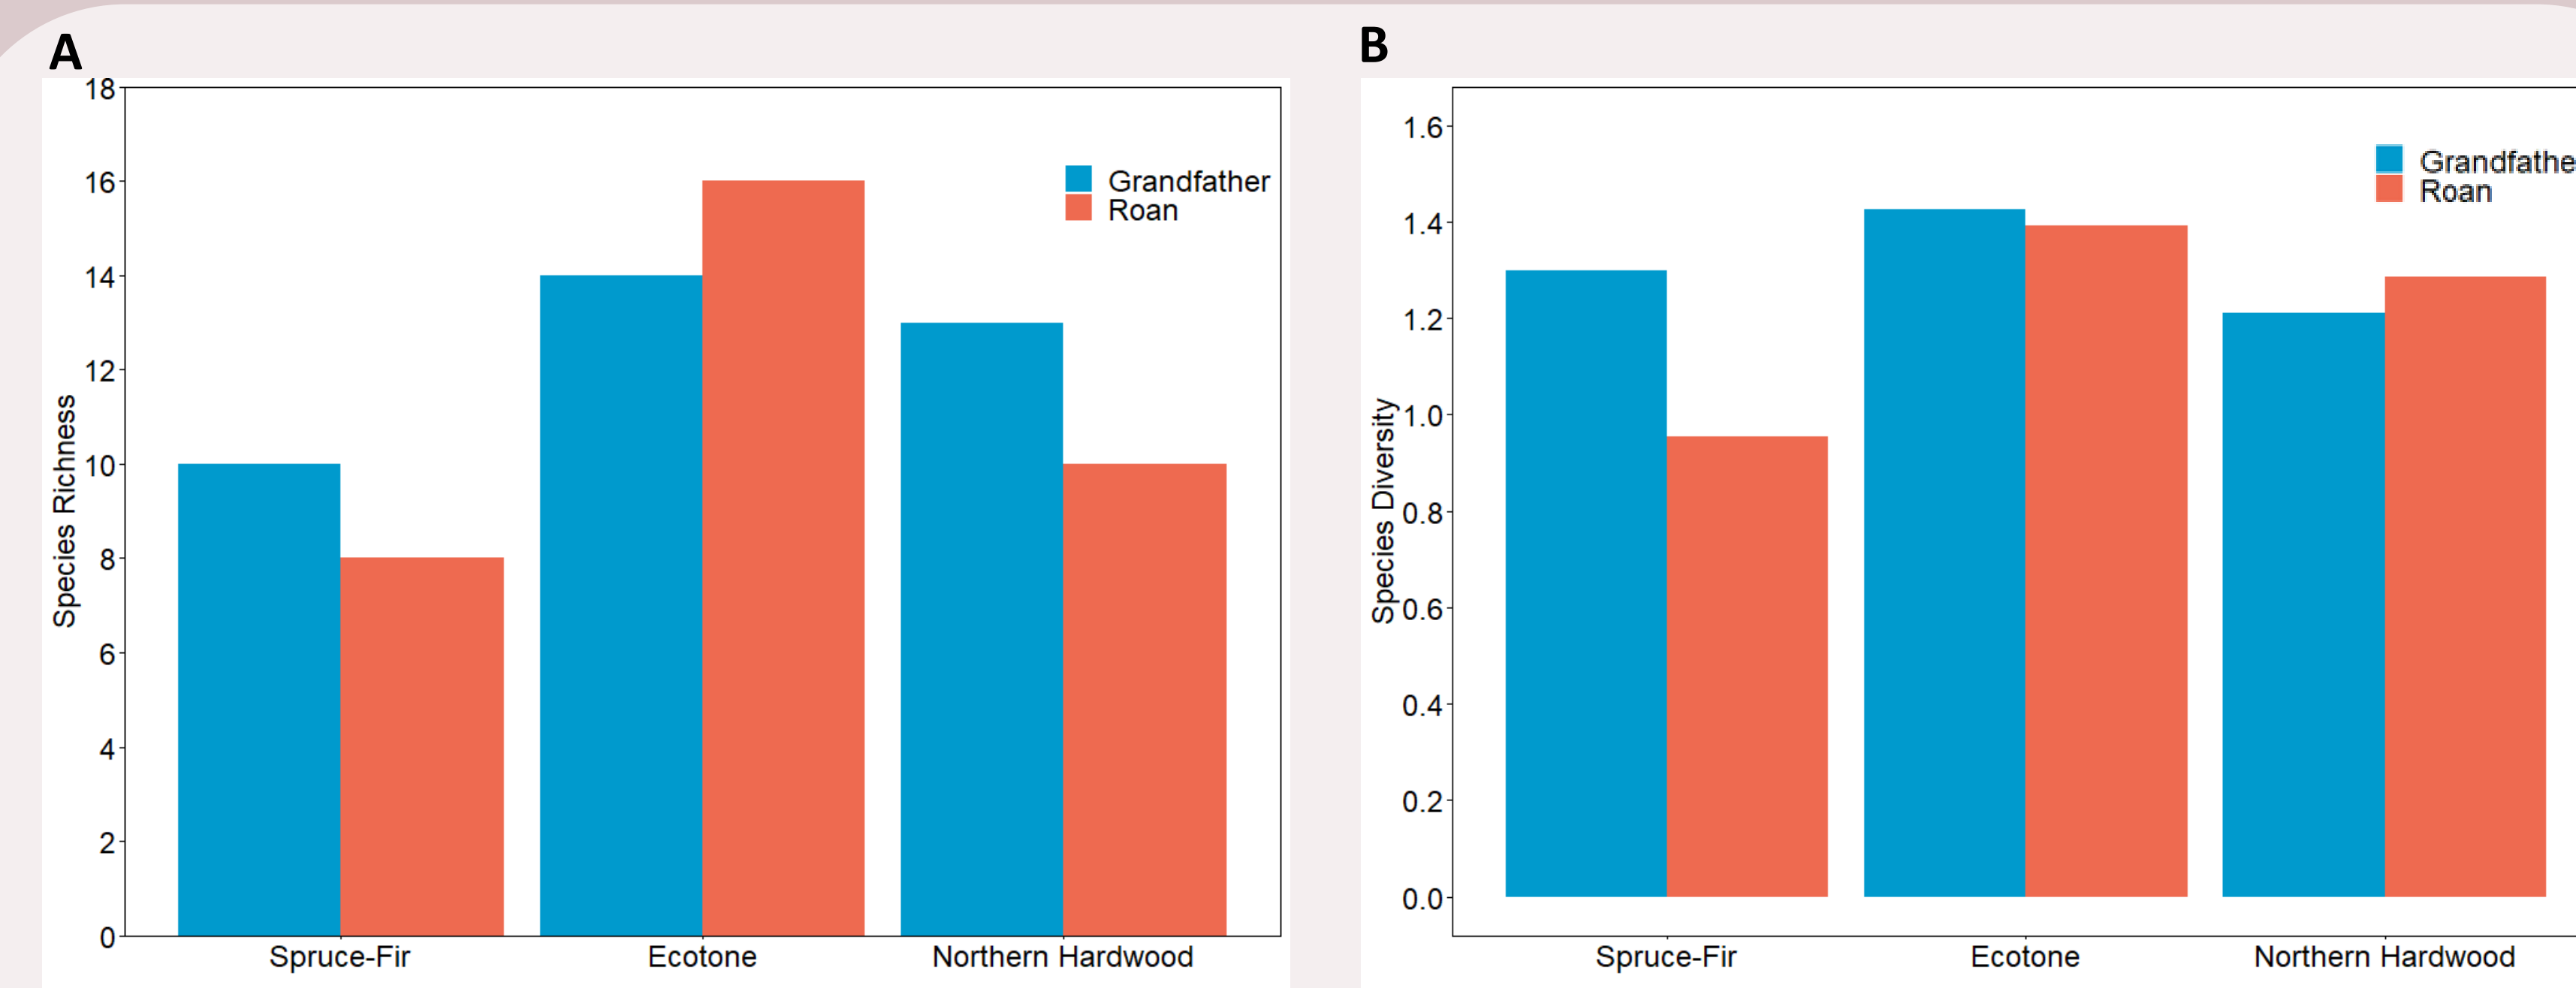 A
18
16
14
12
10
8
6
4
2
0
Species Richness
Grandfather
Roan
Spruce-Fir
Ecotone
Northern Hardwood
B
1.6
1.4
1.2
1.0
0.8
0.6
0.4
0.2
0.0
Species Diversity
Grandfathe
Roan
Spruce-Fir
Ecotone
Northern Hardwood